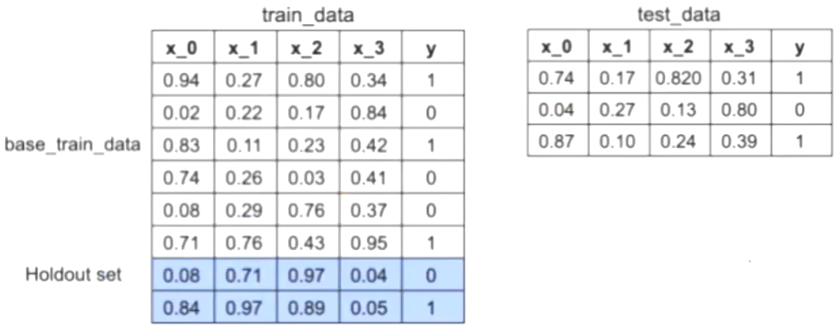 train_data
x_0 x_1 x_2 x_3 y
0.94 0.27 0.80 0.34 1
0.02 0.22 0.17 0.84 0
base_train_data 0.83 0.11 0.23 0.42 1
0.74 0.26 0.03 0.41 0
0.08 0.29 0.76 0.37 0
0.71 0.76 0.43 0.95 1
Holdout set 0.08 0.71 0.97 0.04 0
0.84 0.97 0.89 0.05 1
test_data
x_0 x_1 x_2 x_3 y
0.74 0.17 0.820 0.31 1
0.04 0.27 0.13 0.80 0
0.87 0.10 0.24 0.39 1